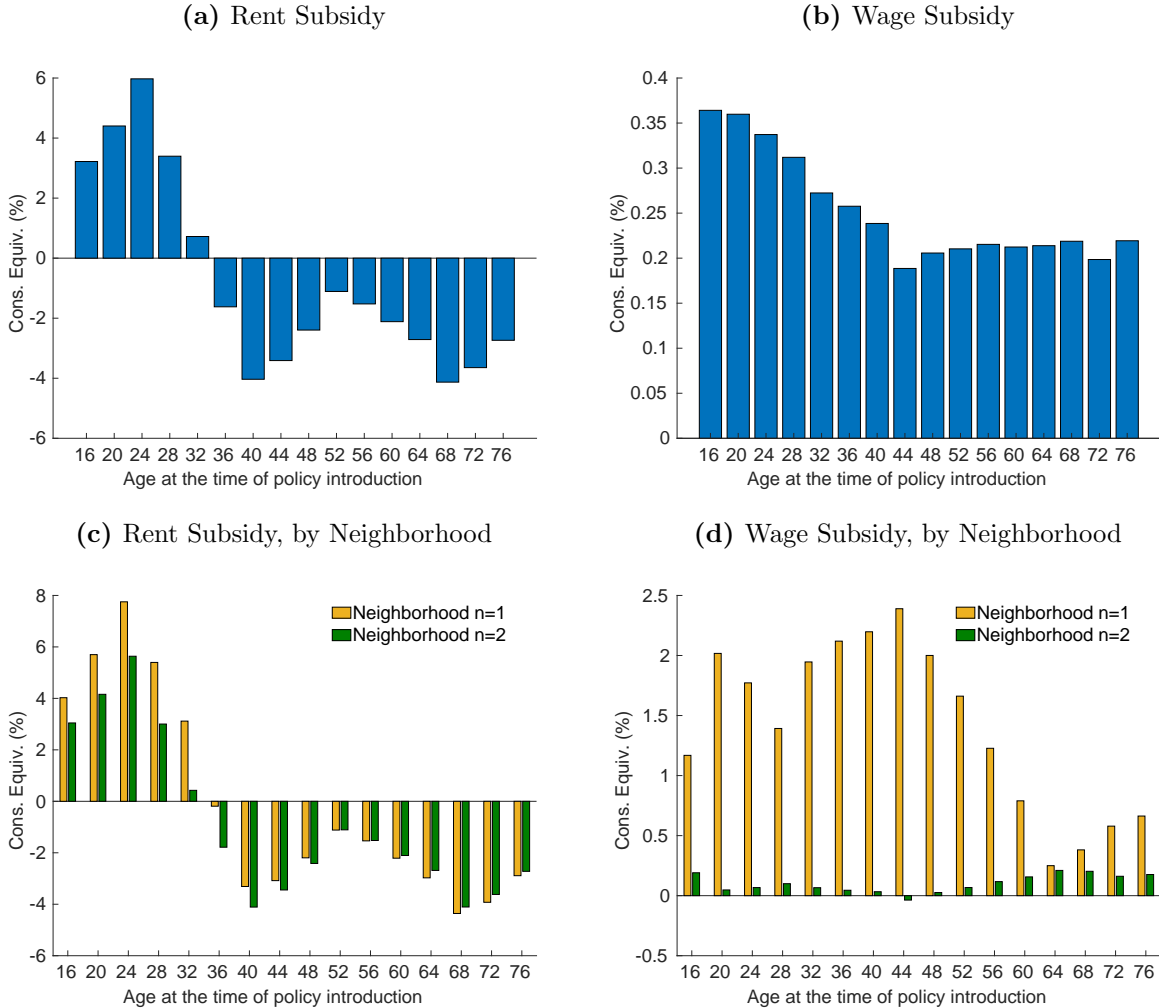 (a) Rent Subsidy
6
4
2
0
-2
-4
-6
Cons. Equiv. (%)
16 20 24 28 32 36 40 44 48 52 56 60 64 68 72 76
Age at the time of policy introduction
(b) Wage Subsidy
0.4
0.35
0.3
0.25
0.2
0.15
0.1
0.05
0
Cons. Equiv. (%)
16 20 24 28 32 36 40 44 48 52 56 60 64 68 72 76
Age at the time of policy introduction
(c) Rent Subsidy, by Neighborhood
8
6
4
2
0
-2
-4
-6
Cons. Equiv. (%)
Neighborhood n=1
Neighborhood n=2
16 20 24 28 32 36 40 44 48 52 56 60 64 68 72 76
Age at the time of policy introduction
(d) Wage Subsidy, by Neighborhood
2.5
2
1.5
1
0.5
0
-0.5
Cons. Equiv. (%)
Neighborhood n=1
Neighborhood n=2
16 20 24 28 32 36 40 44 48 52 56 60 64 68 72 76
Age at the time of policy introduction